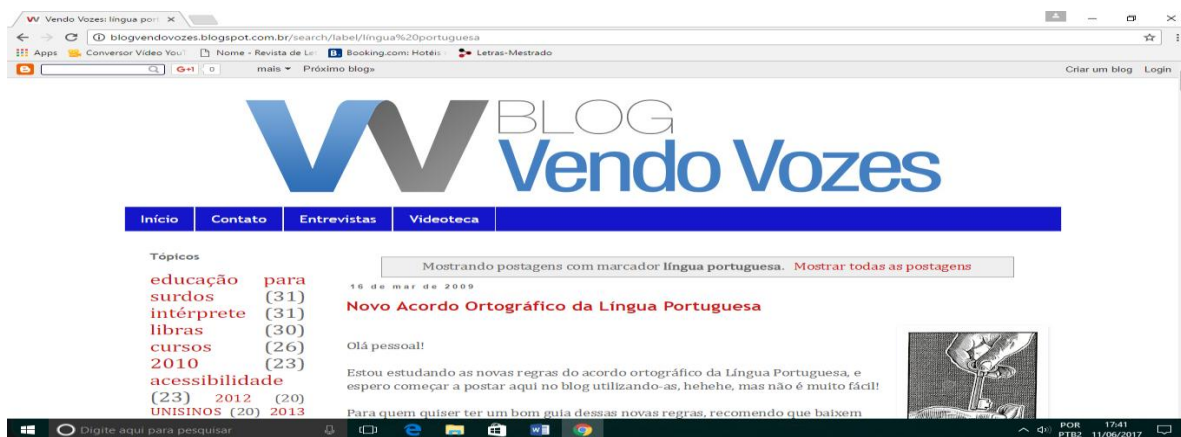 Vendo Vozes: língua port
blogvendovozes.blogspot.com.br/search/label/língua%20portuguesa
Apps Conversor Vídeo YouT Nome - Revista de Le Booking.com: Hotéis Letras-Mestrado
G+1 0 mais Próximo blog» Criar um blog Login
BLOG
Vendo Vozes
Início Contato Entrevistas Videoteca
Tópicos
educação para
surdos (31)
intérprete (31)
libras (30)
cursos (26)
2010 (23)
acessibilidade
(23) 2012 (20)
UNISINOS (20) 2013
Mostrando postagens com marcador língua portuguesa. Mostrar todas as postagens
16 de mar de 2009
Novo Acordo Ortográfico da Língua Portuguesa
Olá pessoal!
Estou estudando as novas regras do acordo ortográfico da Língua Portuguesa, e
espero começar a postar aqui no blog utilizando-as, hehehe, mas não é muito fácil!
Para quem quiser ter um bom guia dessas novas regras, recomendo que baixem
Digite aqui para pesquisar
POR 17:41
PTB2 11/06/2017